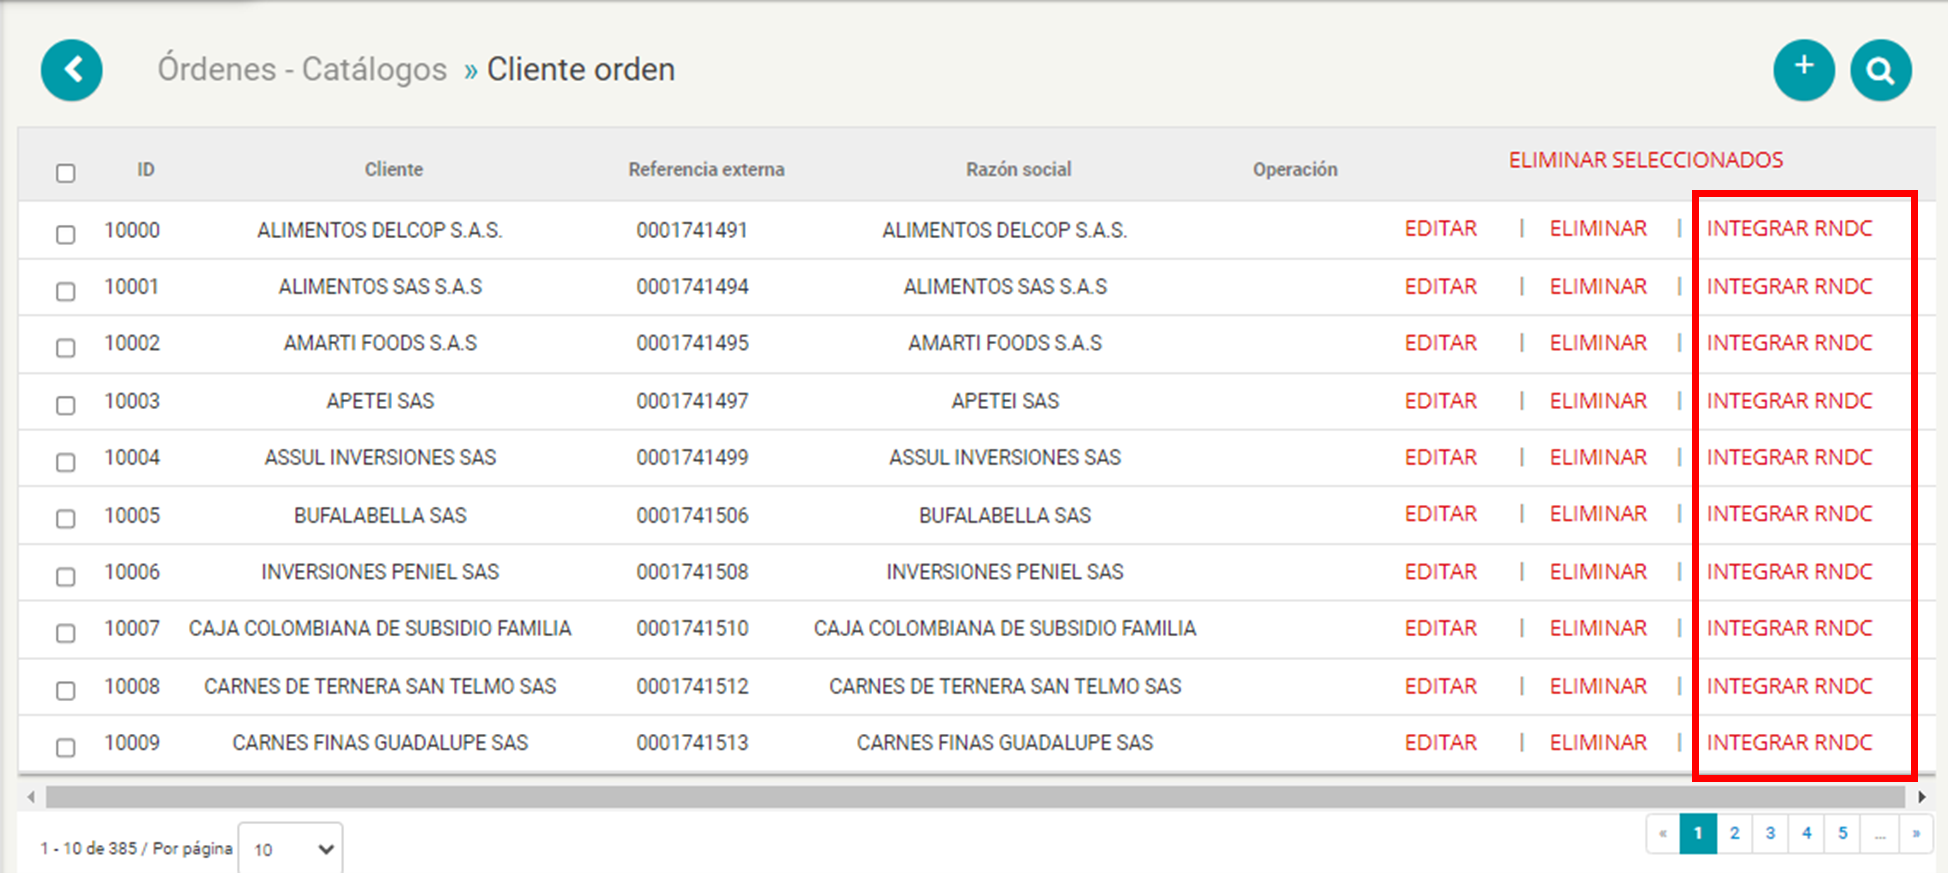 Órdenes - Catálogos » Cliente orden
ID Cliente Referencia externa Razón social Operación ELIMINAR SELECCIONADOS
10000 ALIMENTOS DELCOP S.A.S. 0001741491 ALIMENTOS DELCOP S.A.S. EDITAR | ELIMINAR | INTEGRAR RNDC
10001 ALIMENTOS SAS S.A.S 0001741494 ALIMENTOS SAS S.A.S EDITAR | ELIMINAR | INTEGRAR RNDC
10002 AMARTI FOODS S.A.S 0001741495 AMARTI FOODS S.A.S EDITAR | ELIMINAR | INTEGRAR RNDC
10003 APETEI SAS 0001741497 APETEI SAS EDITAR | ELIMINAR | INTEGRAR RNDC
10004 ASSUL INVERSIONES SAS 0001741499 ASSUL INVERSIONES SAS EDITAR | ELIMINAR | INTEGRAR RNDC
10005 BUFALABELLA SAS 0001741506 BUFALABELLA SAS EDITAR | ELIMINAR | INTEGRAR RNDC
10006 INVERSIONES PENIEL SAS 0001741508 INVERSIONES PENIEL SAS EDITAR | ELIMINAR | INTEGRAR RNDC
10007 CAJA COLOMBIANA DE SUBSIDIO FAMILIA 0001741510 CAJA COLOMBIANA DE SUBSIDIO FAMILIA EDITAR | ELIMINAR | INTEGRAR RNDC
10008 CARNES DE TERNERA SAN TELMO SAS 0001741512 CARNES DE TERNERA SAN TELMO SAS EDITAR | ELIMINAR | INTEGRAR RNDC
10009 CARNES FINAS GUADALUPE SAS 0001741513 CARNES FINAS GUADALUPE SAS EDITAR | ELIMINAR | INTEGRAR RNDC
1 - 10 de 385 / Por página 10 « 1 2 3 4 5 ... »